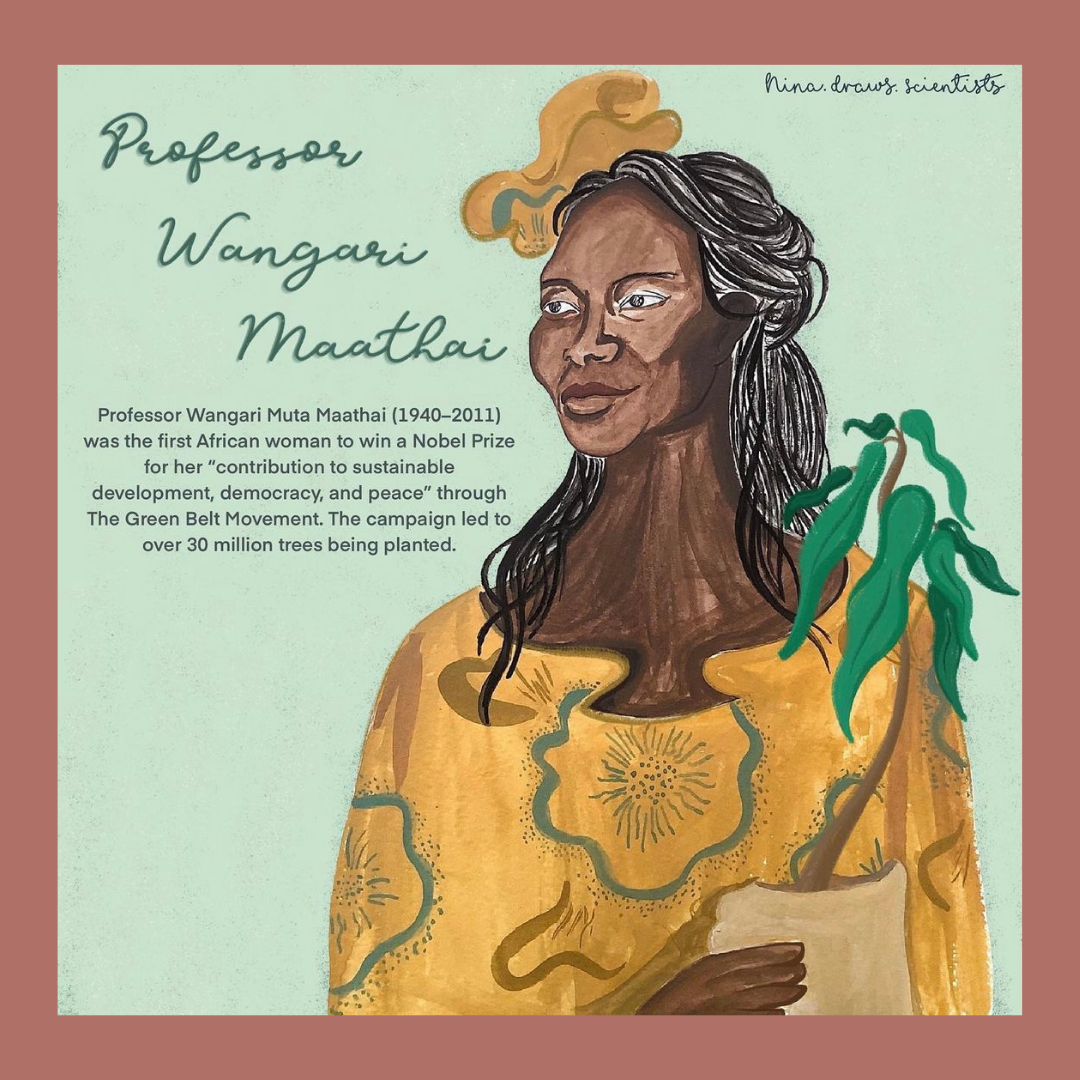 Nina.draws.scientists
Professor
Wangari
Maathai
Professor Wangari Muta Maathai (1940–2011)
was the first African woman to win a Nobel Prize
for her “contribution to sustainable
development, democracy, and peace” through
The Green Belt Movement. The campaign led to
over 30 million trees being planted.